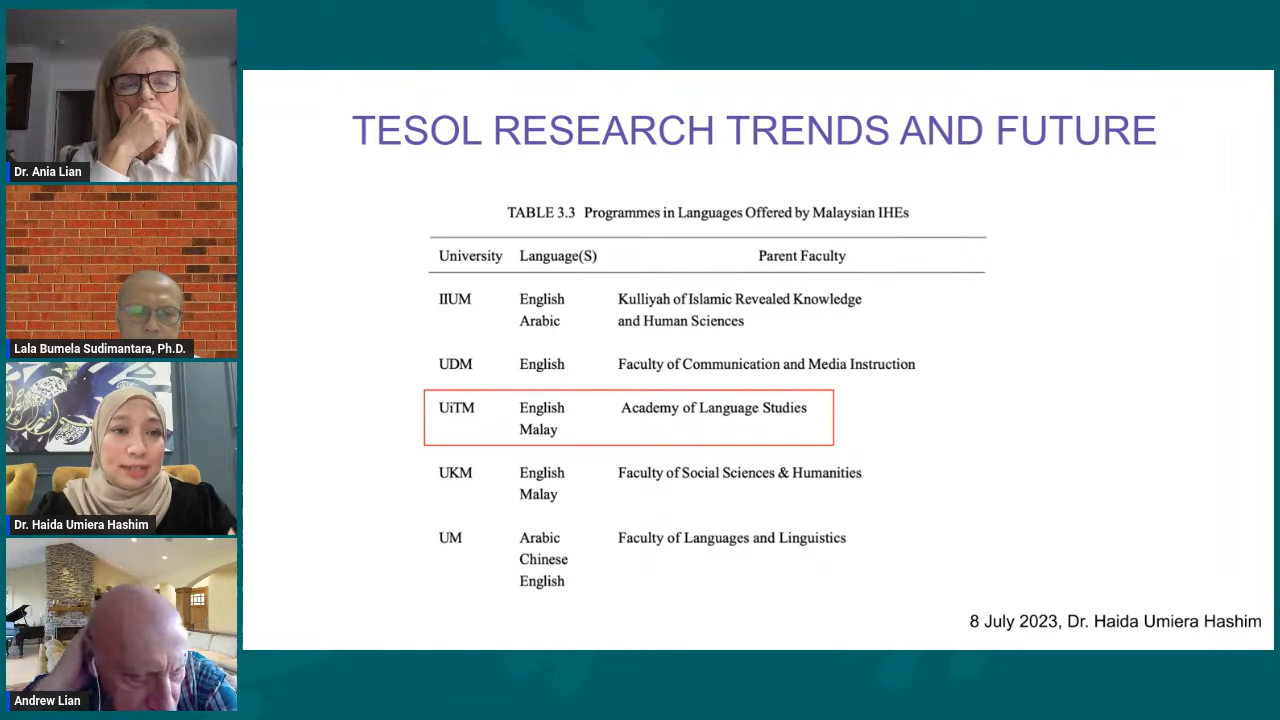 Dr. Ania Lian
Lala Bumela Sudimantara, Ph.D.
Dr. Haida Umiera Hashim
Andrew Lian
TESOL RESEARCH TRENDS AND FUTURE
TABLE 3.3 Programmes in Languages Offered by Malaysian IHEs
University Language(S) Parent Faculty
IIUM English Kulliyah of Islamic Revealed Knowledge
Arabic and Human Sciences
UDM English Faculty of Communication and Media Instruction
UiTM English Academy of Language Studies
Malay
UKM English Faculty of Social Sciences & Humanities
Malay
UM Arabic Faculty of Languages and Linguistics
Chinese
English
8 July 2023, Dr. Haida Umiera Hashim